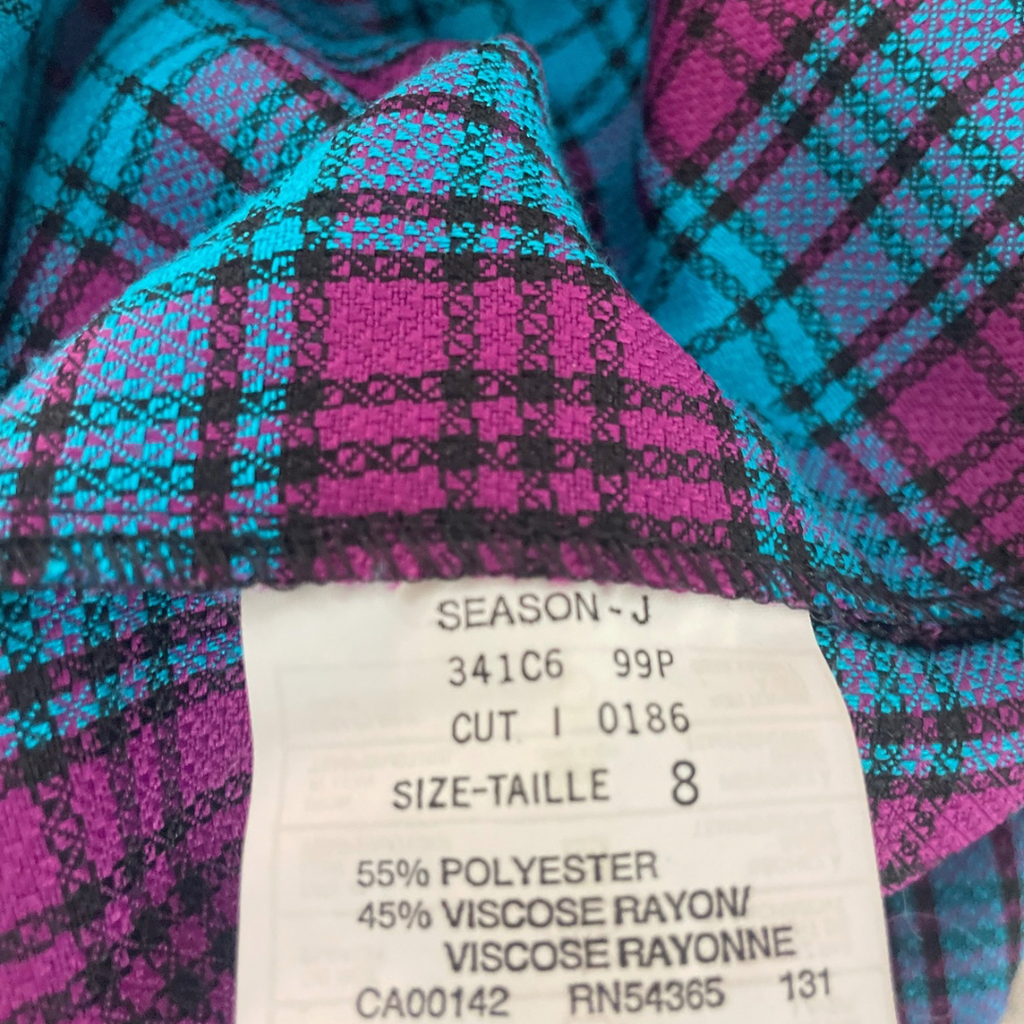 SEASON-J
341C6 99P
CUT I 0186
SIZE-TAILLE 8
55% POLYESTER
45% VISCOSE RAYON/
VISCOSE RAYONNE
CA00142 RN54365 131